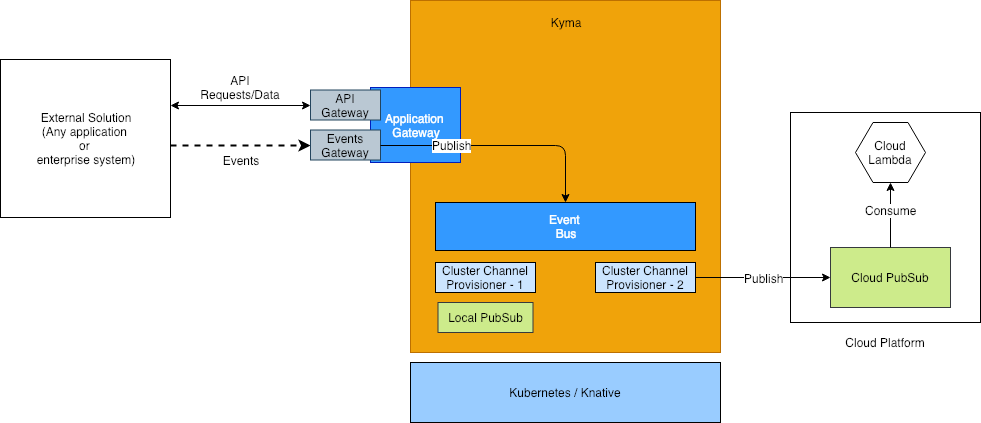 Kyma
External Solution
(Any application
or
enterprise system)
API
Requests/Data
Events
API
Gateway
Events
Gateway
Application
Gateway
Publish
Event
Bus
Cluster Channel
Provisioner - 1
Cluster Channel
Provisioner - 2
Local PubSub
Publish
Cloud
Lambda
Consume
Cloud PubSub
Cloud Platform
Kubernetes / Knative